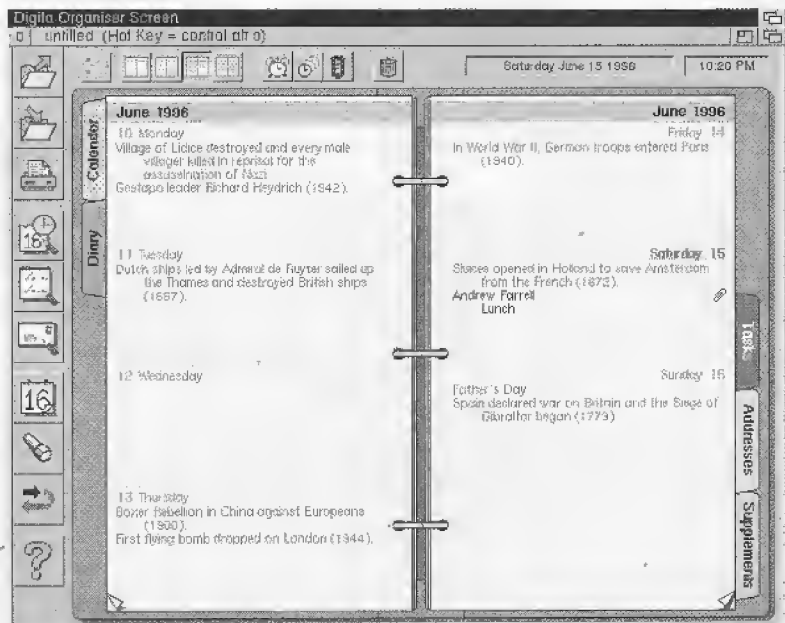 Digita Organiser Screen
untitled (Hot Key = control alt o)
Saturday June 15 1996
10:26 PM
Calendar
Diary
June 1996
10 Monday
Village of Lidice destroyed and every male
villager killed in reprisal for the
assassination of Nazi
Gestapo leader Richard Heydrich (1942).
11 Tuesday
Dutch ships led by Admiral de Ruyter sailed up
the Thames and destroyed British ships
(1667).
12 Wednesday
13 Thursday
Boxer Rebellion in China against Europeans
(1900).
First flying bomb dropped on London (1944).
June 1996
Friday 14
In World War II, German troops entered Paris
(1940).
Saturday 15
Sluices opened in Holland to save Amsterdam
from the French (1672).
Andrew Farrell
Lunch
Sunday 16
Father's Day
Spain declared war on Britain and the Siege of
Gibraltar began (1779)
Tasks
Addresses
Supplements
16
16